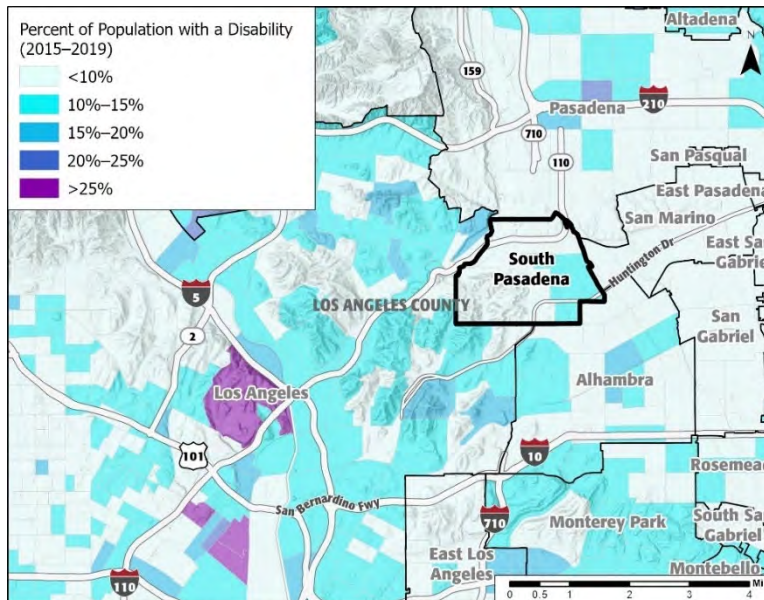 Percent of Population with a Disability
(2015–2019)
<10%
10%–15%
15%–20%
20%–25%
>25%
Altadena
N
159
Pasadena
210
710
110
San Pasqual
East Pasadena
San Marino
South
Pasadena
Huntington Dr
East San
Gabriel
5
LOS ANGELES COUNTY
2
San
Gabriel
Alhambra
Los Angeles
101
10
Rosemead
San Bernardino Fwy
710
Monterey Park
South San
Gabriel
East Los
Angeles
Montebello
110
0 0.5 1 2 3 4